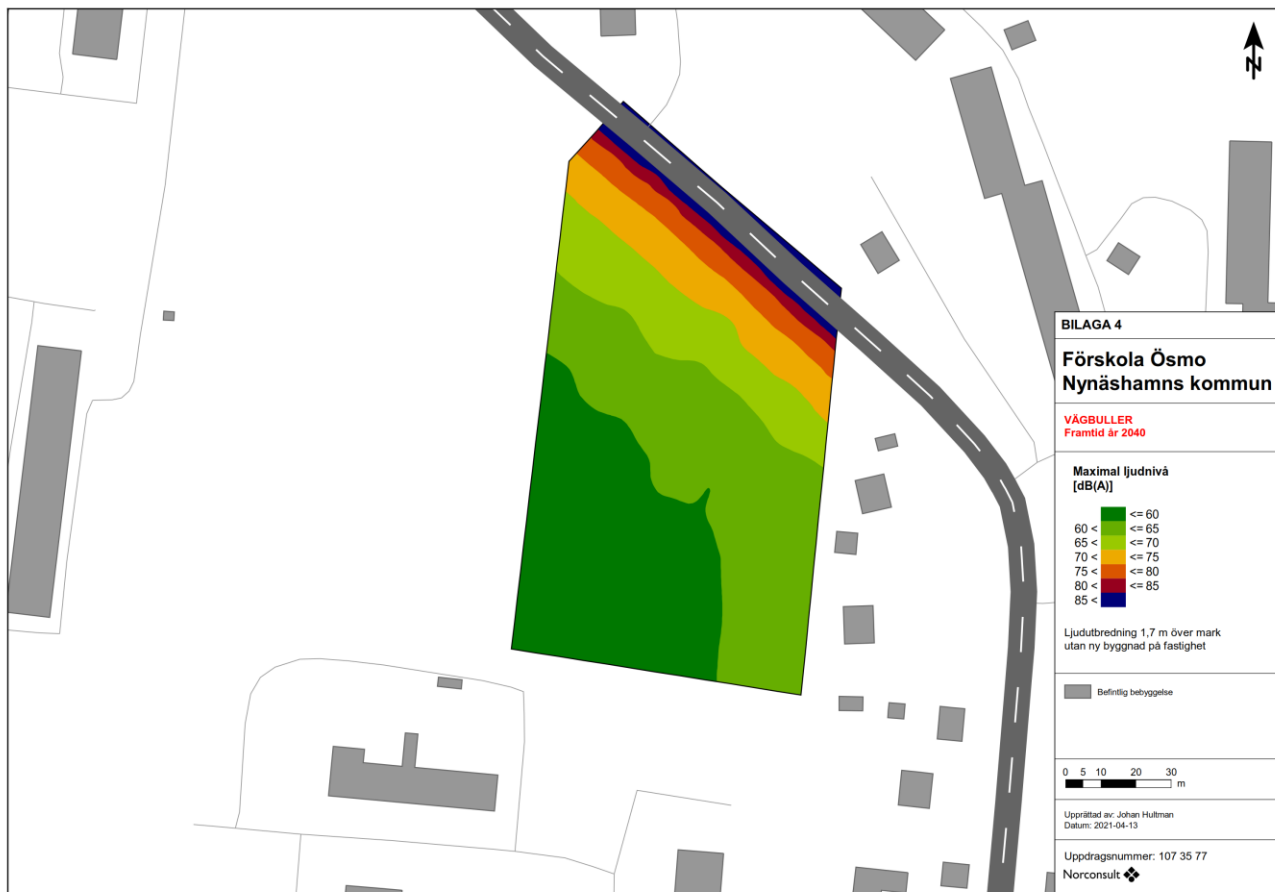 N
BILAGA 4
Förskola Ösmo
Nynäshamns kommun
VÄGBULLER
Framtid år 2040
Maximal ljudnivå
[dB(A)]
<= 60
60 < <= 65
65 < <= 70
70 < <= 75
75 < <= 80
80 < <= 85
85 <
Ljudutbredning 1,7 m över mark
utan ny byggnad på fastighet
Befintlig bebyggelse
0 5 10 20 30
m
Upprättad av: Johan Hultman
Datum: 2021-04-13
Uppdragsnummer: 107 35 77
Norconsult